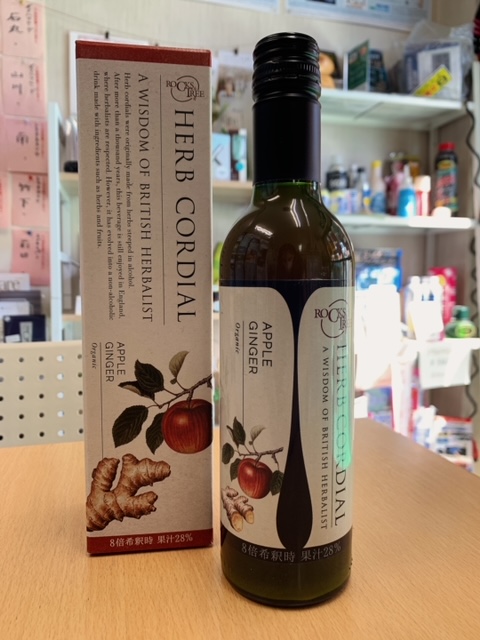 HERB CORDIAL
A WISDOM OF BRITISH HERBALIST
Herb cordials were originally made from herbs steeped in alcohol.
After more than a thousand years, this beverage is still enjoyed in England,
where herbalists are respected. However, it has evolved into a non-alcoholic
drink made with ingredients such as herbs and fruits.
APPLE
GINGER
Organic
8倍希釈時 果汁28%
HERB CORDIAL
A WISDOM OF BRITISH HERBALIST
APPLE
GINGER
Organic
8倍希釈時 果汁28%